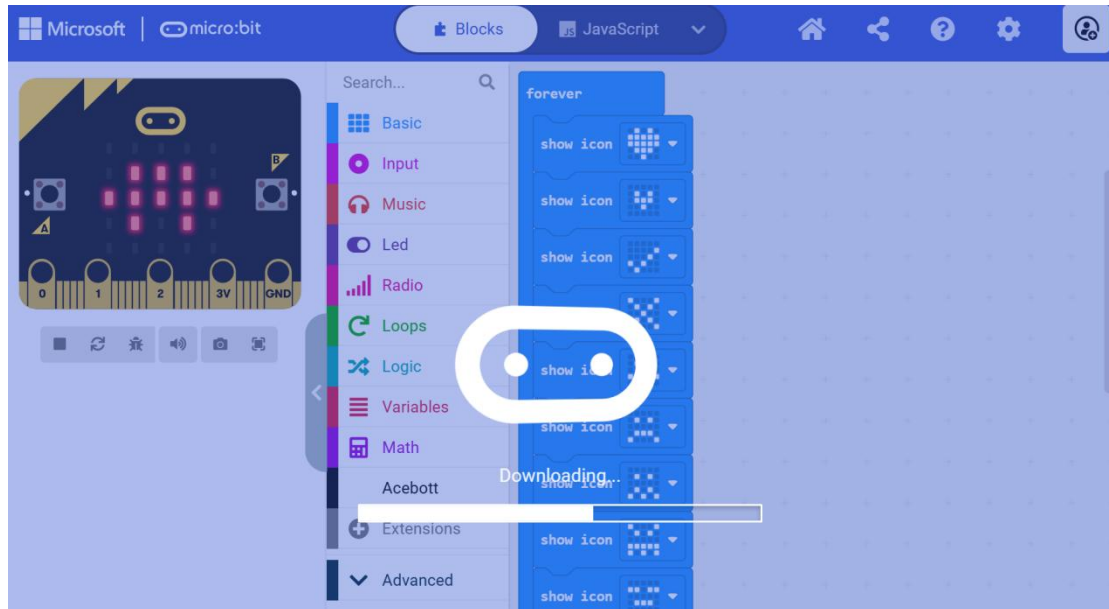 Microsoft
micro:bit
Blocks
JavaScript
A
B
0
1
2
3V
GND
Search...
Basic
Input
Music
Led
Radio
Loops
Logic
Variables
Math
Acebott
Extensions
Advanced
forever
show icon
show icon
show icon
show icon
show icon
show icon
show icon
show icon
Downloading...